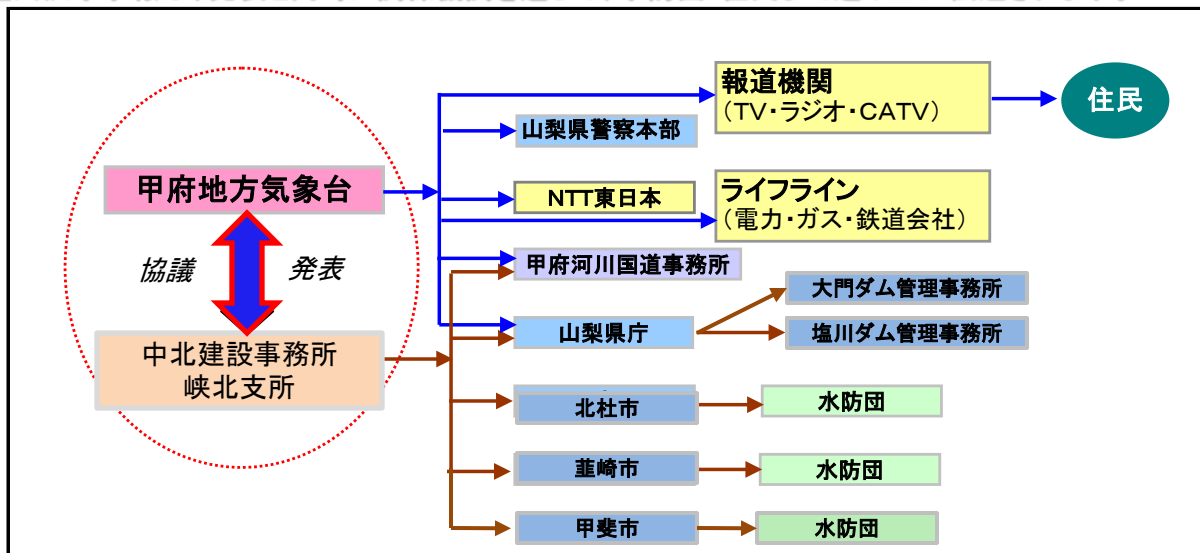 報道機関
(TV・ラジオ・CATV)
住民
山梨県警察本部
甲府地方気象台
NTT東日本
ライフライン
(電力・ガス・鉄道会社)
協議
発表
甲府河川国道事務所
大門ダム管理事務所
山梨県庁
塩川ダム管理事務所
中北建設事務所
峡北支所
北杜市
水防団
韮崎市
水防団
甲斐市
水防団